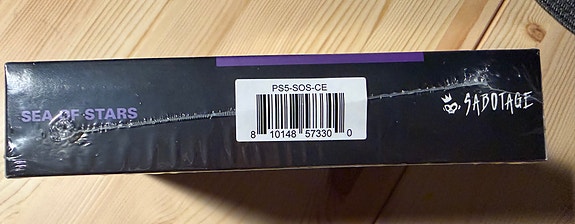 PS5-SOS-CE
SEA OF STARS
SABOTAGE
8 10148 57330 0